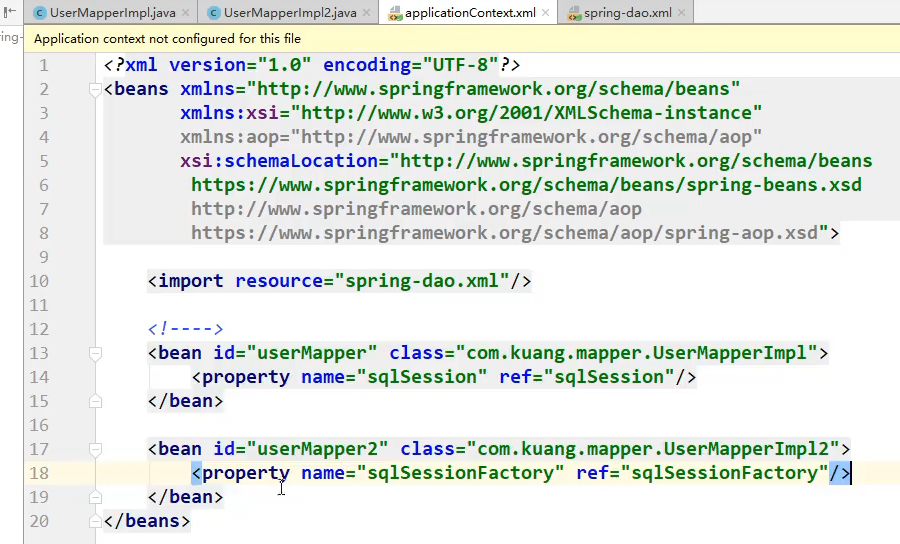 UserMapperImpl.java × UserMapperImpl2.java × applicationContext.xml × spring-dao.xml ×
ring- Application context not configured for this file
1 <?xml version="1.0" encoding="UTF-8"?>
2 <beans xmlns="http://www.springframework.org/schema/beans"
3 xmlns:xsi="http://www.w3.org/2001/XMLSchema-instance"
4 xmlns:aop="http://www.springframework.org/schema/aop"
5 xsi:schemaLocation="http://www.springframework.org/schema/beans
6 https://www.springframework.org/schema/beans/spring-beans.xsd
7 http://www.springframework.org/schema/aop
8 https://www.springframework.org/schema/aop/spring-aop.xsd">
9
10 <import resource="spring-dao.xml"/>
11
12 <!---->
13 <bean id="userMapper" class="com.kuang.mapper.UserMapperImpl">
14 <property name="sqlSession" ref="sqlSession"/>
15 </bean>
16
17 <bean id="userMapper2" class="com.kuang.mapper.UserMapperImpl2">
18 <property name="sqlSessionFactory" ref="sqlSessionFactory"/>
19 </bean>
20 </beans>